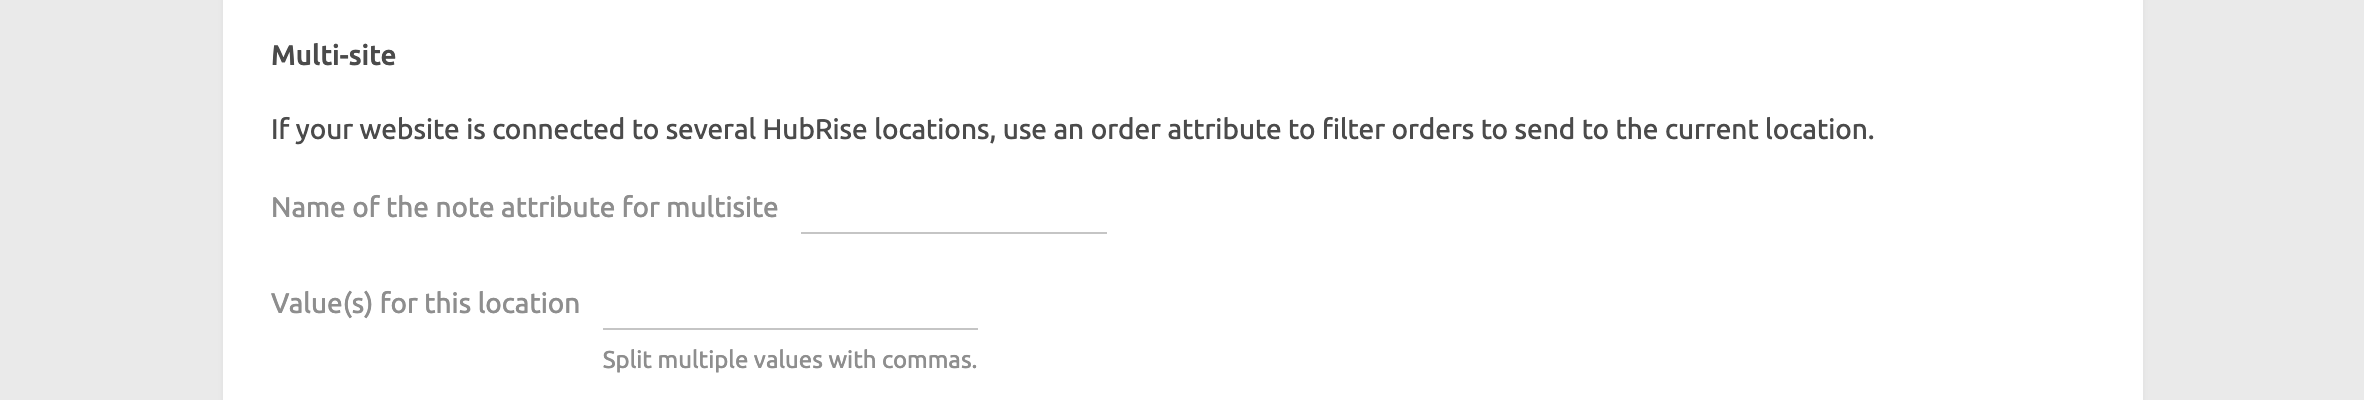 Multi-site
If your website is connected to several HubRise locations, use an order attribute to filter orders to send to the current location.
Name of the note attribute for multisite
Value(s) for this location
Split multiple values with commas.